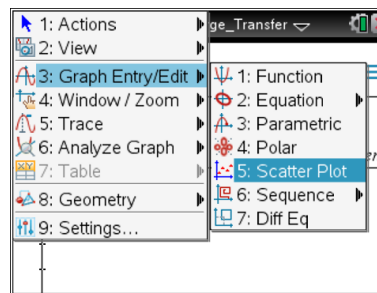 1: Actions
2: View
3: Graph Entry/Edit
4: Window / Zoom
5: Trace
6: Analyze Graph
7: Table
8: Geometry
9: Settings...
ge_Transfer
1: Function
2: Equation
3: Parametric
4: Polar
5: Scatter Plot
6: Sequence
7: Diff Eq